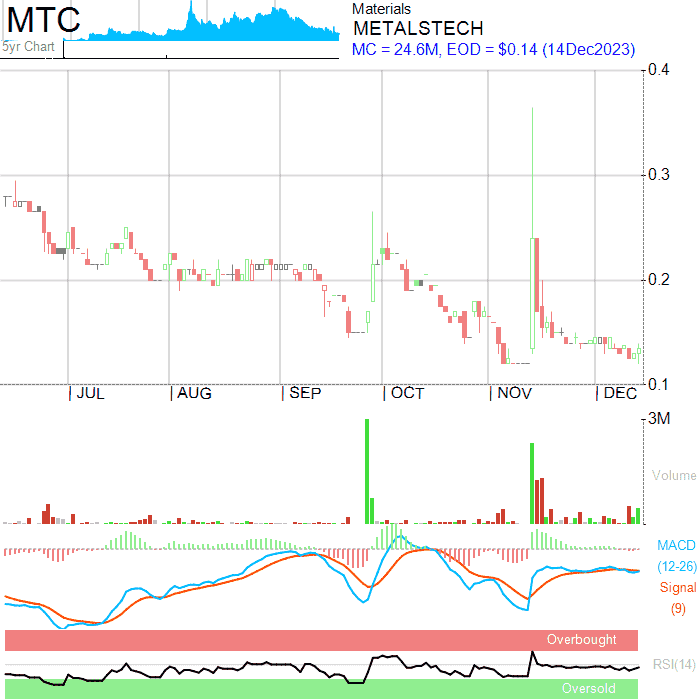 MTC
5yr Chart
Materials
METALSTECH
MC = 24.6M, EOD = $0.14 (14Dec2023)
0.4
0.3
0.2
0.1
JUL AUG SEP OCT NOV DEC
3M
Volume
MACD
(12-26)
Signal
(9)
Overbought
RSI(14)
Oversold